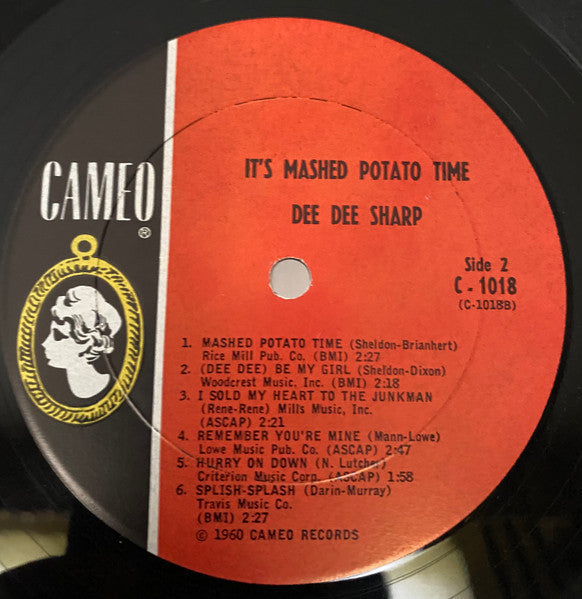 CAMEO
®
IT'S MASHED POTATO TIME
DEE DEE SHARP
Side 2
C - 1018
(C-1018B)
1. MASHED POTATO TIME (Sheldon-Brianhert)
Rice Mill Pub. Co. (BMI) 2:27
2. (DEE DEE) BE MY GIRL (Sheldon-Dixon)
Woodcrest Music, Inc. (BMI) 2:18
3. I SOLD MY HEART TO THE JUNKMAN
(Rene-Rene) Mills Music, Inc.
(ASCAP) 2:21
4. REMEMBER YOU'RE MINE (Mann-Lowe)
Lowe Music Pub. Co. (ASCAP) 2:47
5. HURRY ON DOWN (N. Lutcher)
Criterion Music Corp. (ASCAP) 1:58
6. SPLISH-SPLASH (Darin-Murray)
Travis Music Co.
(BMI) 2:27
© 1960 CAMEO RECORDS